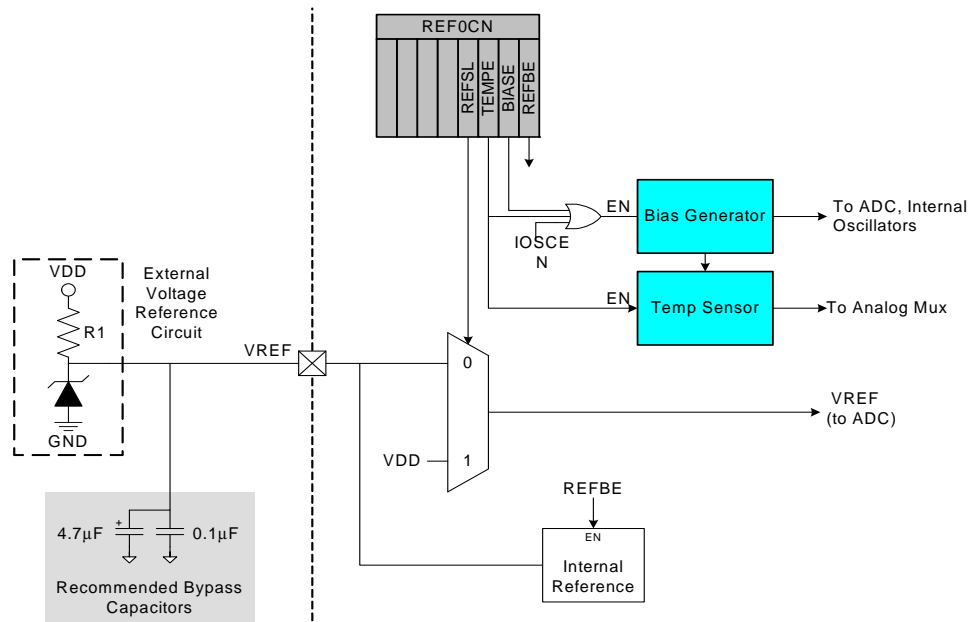 REF0CN
REFSL
TEMPE
BIASE
REFBE
EN
Bias Generator
To ADC, Internal
Oscillators
IOSCE
N
EN
Temp Sensor
To Analog Mux
VDD
R1
GND
External
Voltage
Reference
Circuit
VREF
0
VREF
(to ADC)
VDD
1
REFBE
EN
Internal
Reference
4.7µF
+
0.1µF
Recommended Bypass
Capacitors